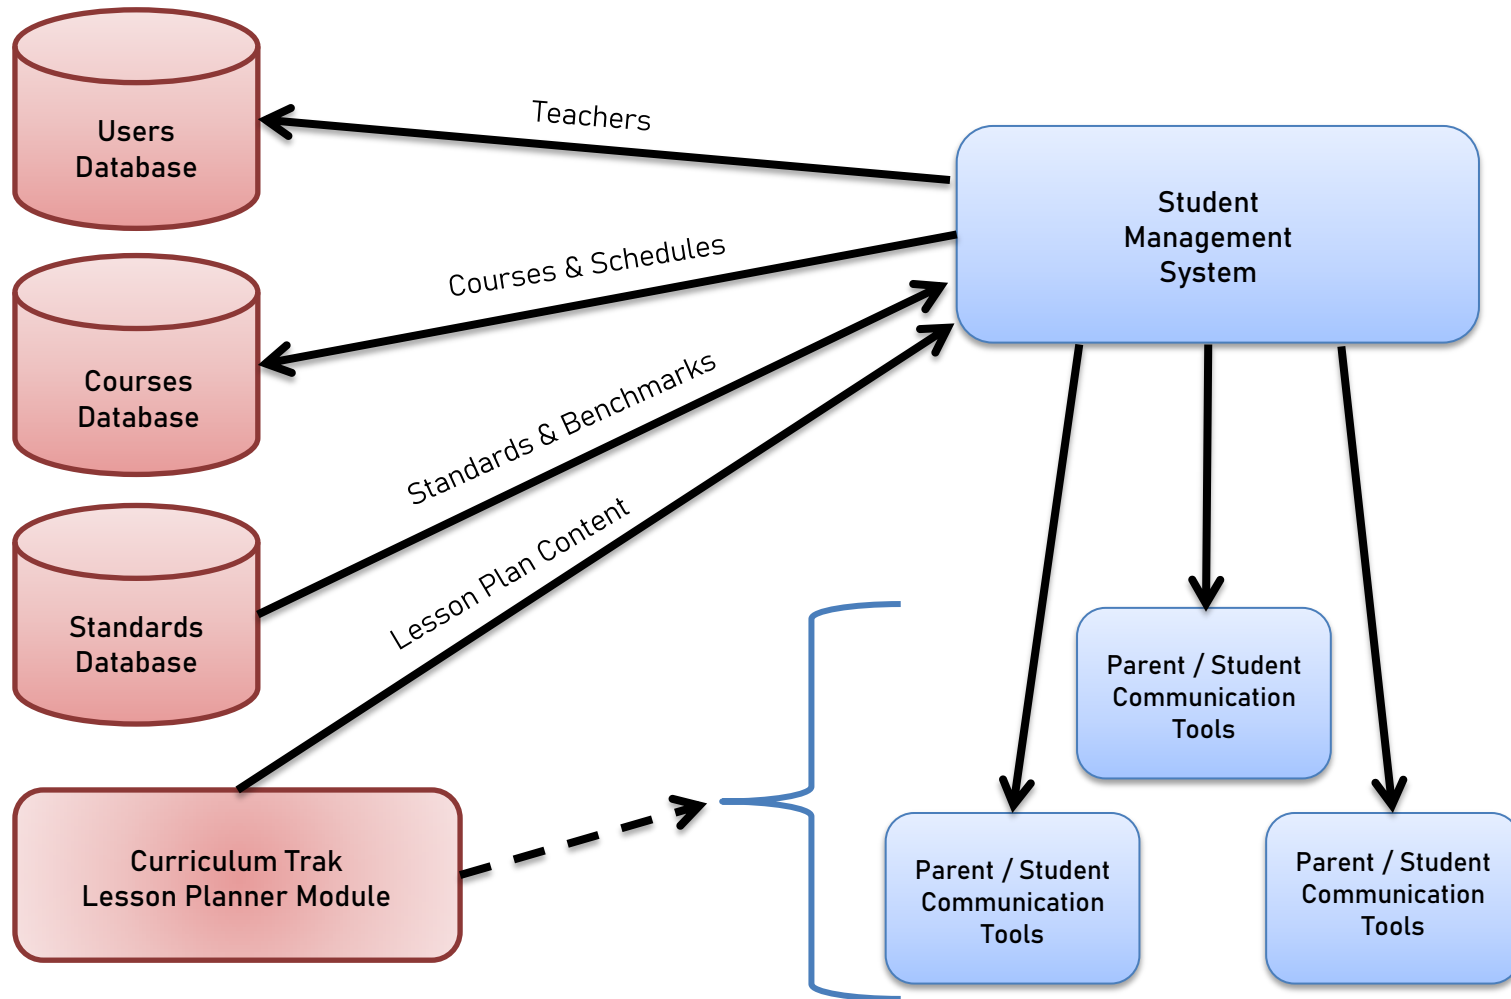 Users
Database
Teachers
Student
Management
System
Courses & Schedules
Courses
Database
Standards & Benchmarks
Lesson Plan Content
Standards
Database
Parent / Student
Communication
Tools
Curriculum Trak
Lesson Planner Module
Parent / Student
Communication
Tools
Parent / Student
Communication
Tools